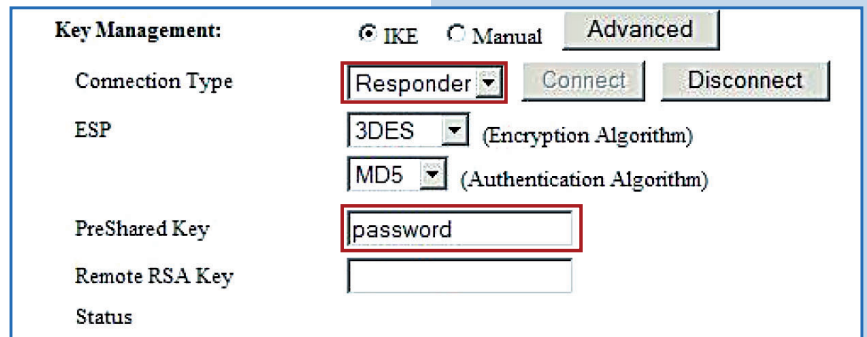 Key Management: IKE Manual Advanced
Connection Type Responder Connect Disconnect
ESP 3DES (Encryption Algorithm)
MD5 (Authentication Algorithm)
PreShared Key password
Remote RSA Key
Status